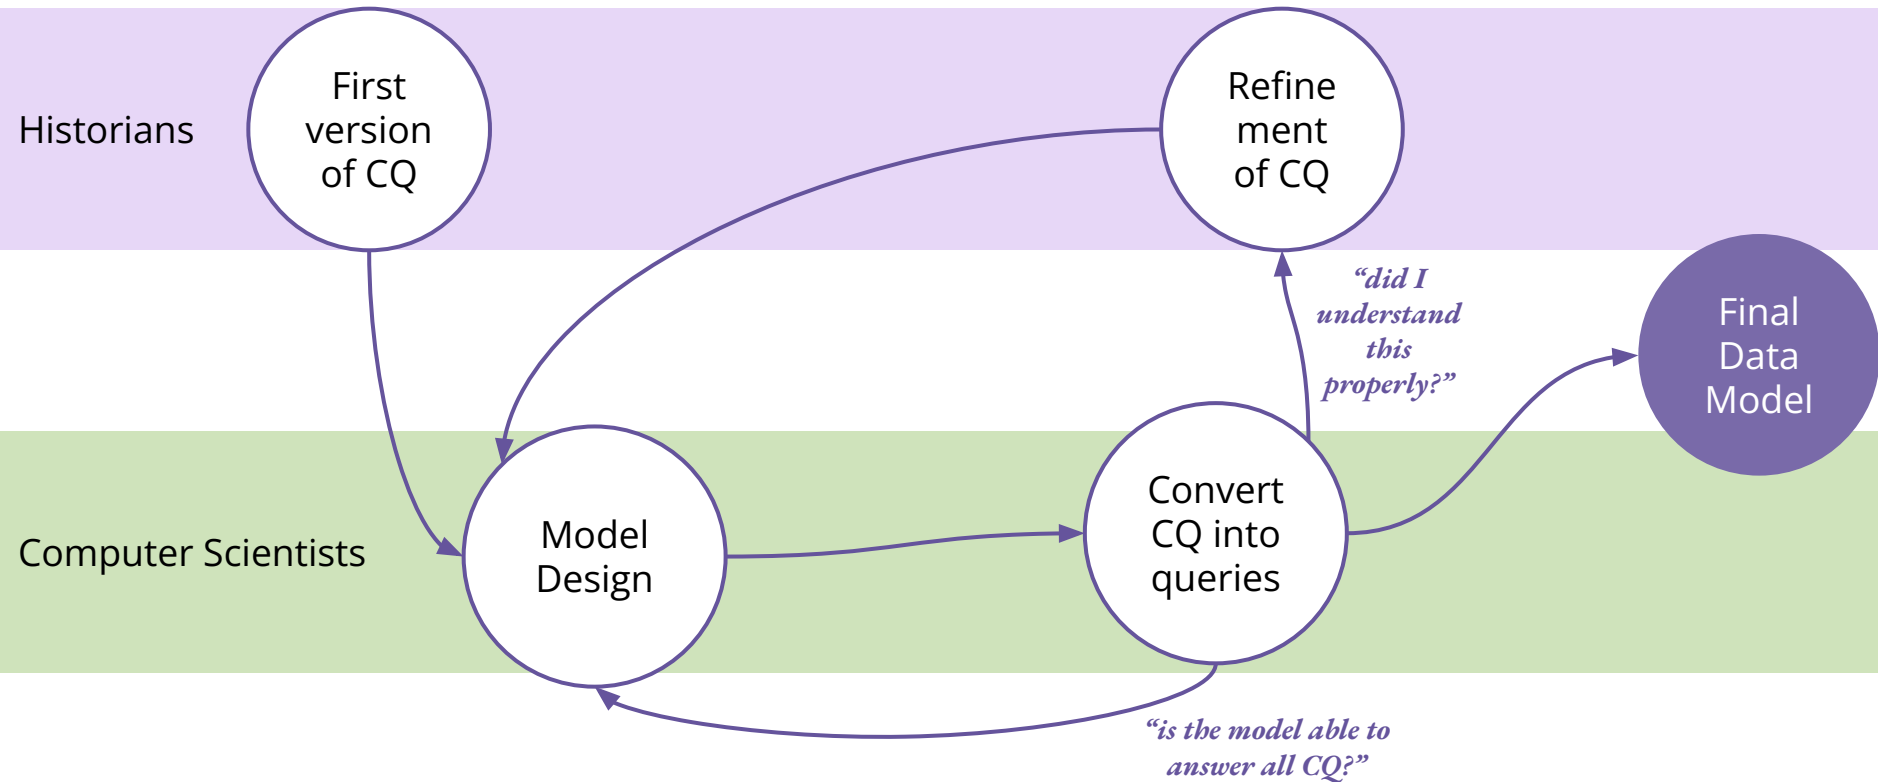 Historians
First
version
of CQ
Refine
ment
of CQ
“did I
understand
this
properly?”
Final
Data
Model
Computer Scientists
Model
Design
Convert
CQ into
queries
“is the model able to
answer all CQ?”